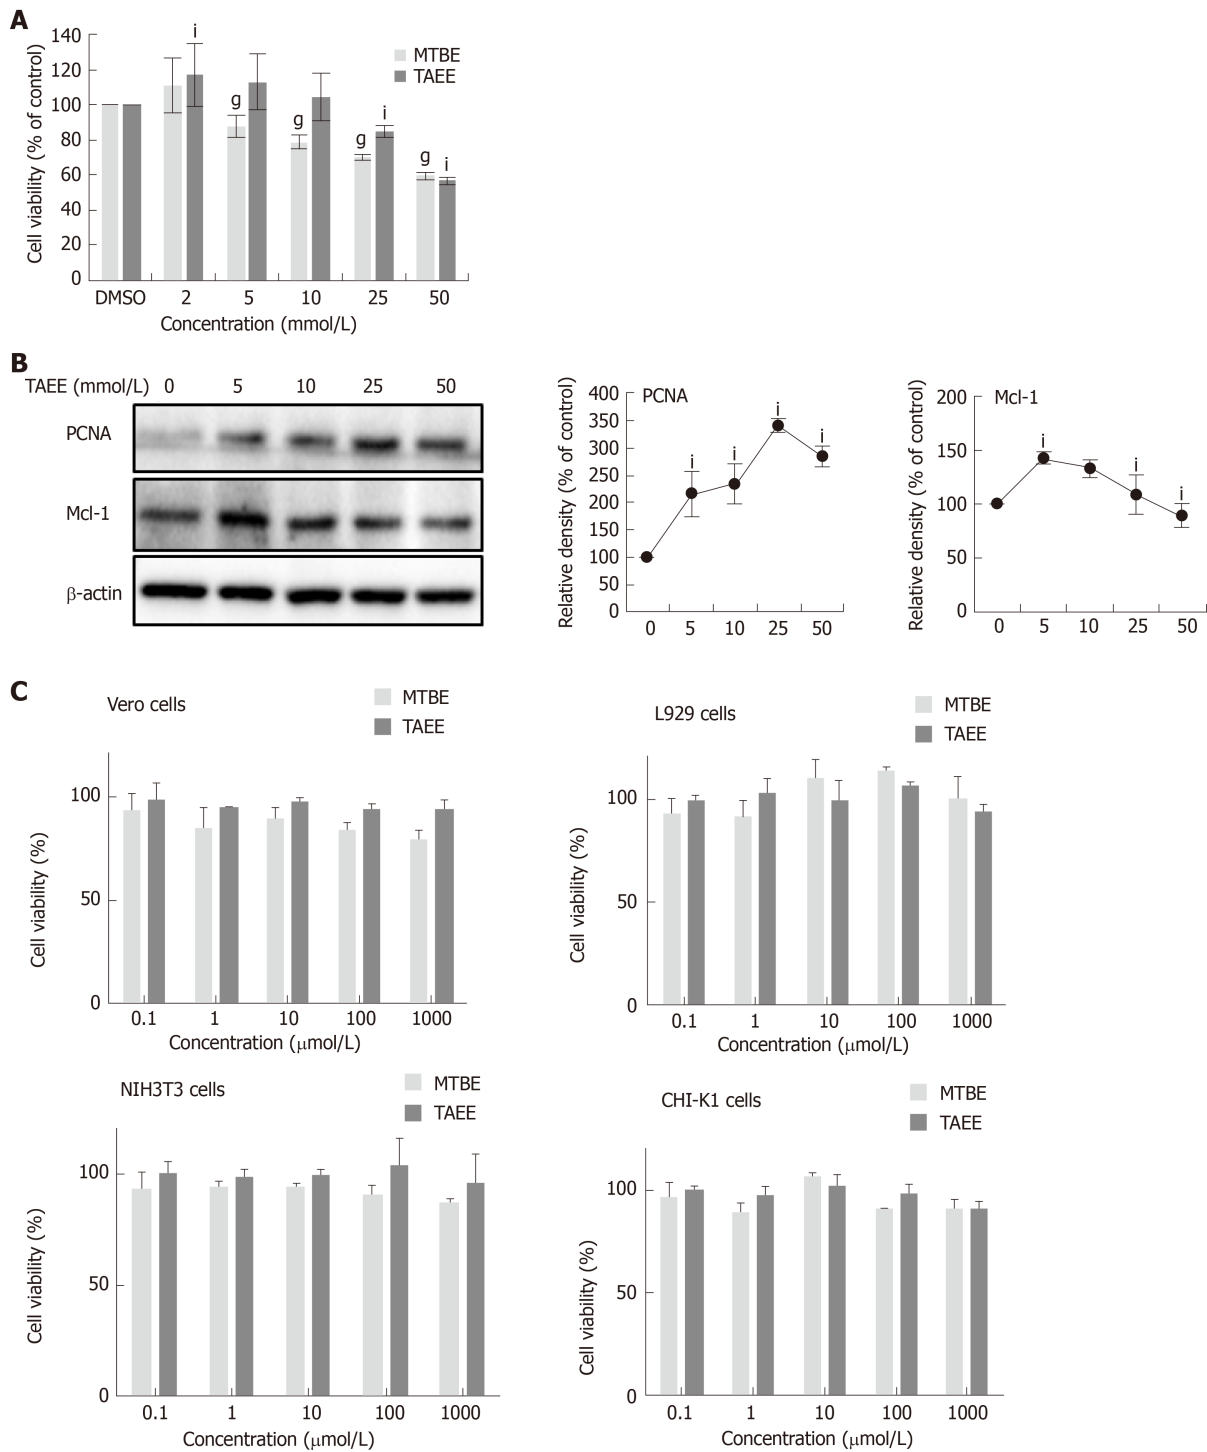 A
Cell viability (% of control)
140
120
100
80
60
40
20
0
MTBE
TAEE
i
g
g
g
i
g
i
DMSO 2 5 10 25 50
Concentration (mmol/L)
B
TAEE (mmol/L) 0 5 10 25 50
PCNA
Mcl-1
β-actin
Relative density (% of control)
400
350
300
250
200
150
100
50
0
PCNA
i
i
i
i
0 5 10 25 50
Relative density (% of control)
200
150
100
50
0
Mcl-1
i
i
i
0 5 10 25 50
C
Vero cells
MTBE
TAEE
Cell viability (%)
100
50
0
0.1 1 10 100 1000
Concentration (μmol/L)
L929 cells
MTBE
TAEE
Cell viability (%)
100
50
0
0.1 1 10 100 1000
Concentration (μmol/L)
NIH3T3 cells
MTBE
TAEE
Cell viability (%)
100
50
0
0.1 1 10 100 1000
Concentration (μmol/L)
CHI-K1 cells
MTBE
TAEE
Cell viability (%)
100
50
0
0.1 1 10 100 1000
Concentration (μmol/L)